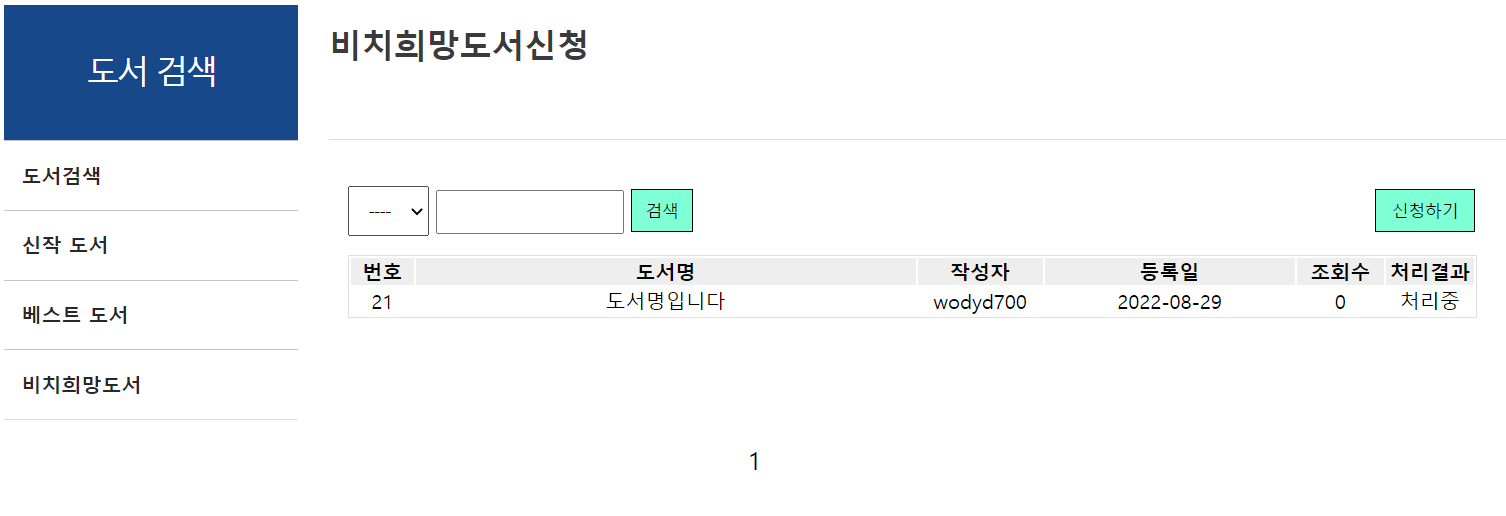 도서 검색
도서검색
신작 도서
베스트 도서
비치희망도서
비치희망도서신청
---- 검색 신청하기
번호 도서명 작성자 등록일 조회수 처리결과
21 도서명입니다 wodyd700 2022-08-29 0 처리중
1